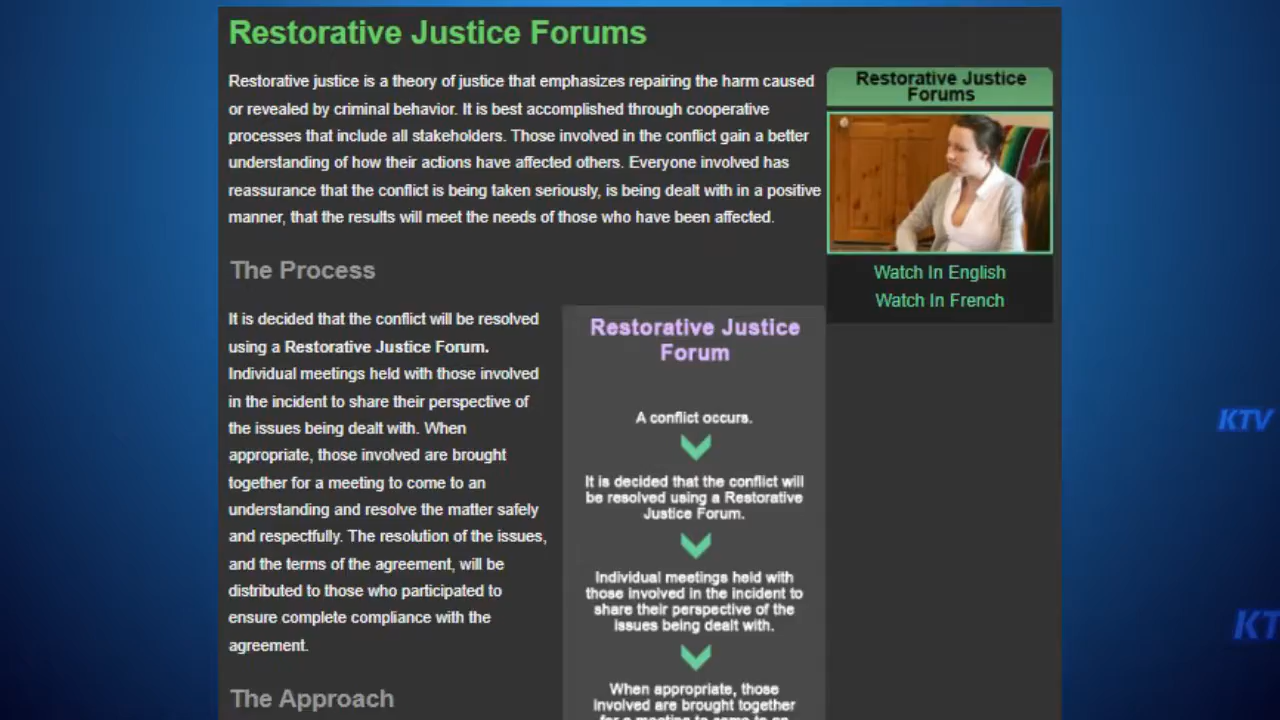 Restorative Justice Forums
Restorative justice is a theory of justice that emphasizes repairing the harm caused
or revealed by criminal behavior. It is best accomplished through cooperative
processes that include all stakeholders. Those involved in the conflict gain a better
understanding of how their actions have affected others. Everyone involved has
reassurance that the conflict is being taken seriously, is being dealt with in a positive
manner, that the results will meet the needs of those who have been affected.
Restorative Justice
Forums
Watch In English
Watch In French
The Process
It is decided that the conflict will be resolved
using a Restorative Justice Forum.
Individual meetings held with those involved
in the incident to share their perspective of
the issues being dealt with. When
appropriate, those involved are brought
together for a meeting to come to an
understanding and resolve the matter safely
and respectfully. The resolution of the issues,
and the terms of the agreement, will be
distributed to those who participated to
ensure complete compliance with the
agreement.
The Approach
Restorative Justice
Forum
A conflict occurs.
It is decided that the conflict will
be resolved using a Restorative
Justice Forum.
Individual meetings held with
those involved in the incident to
share their perspective of the
issues being dealt with.
When appropriate, those
involved are brought together
for a meeting to come to an
KTV
KT